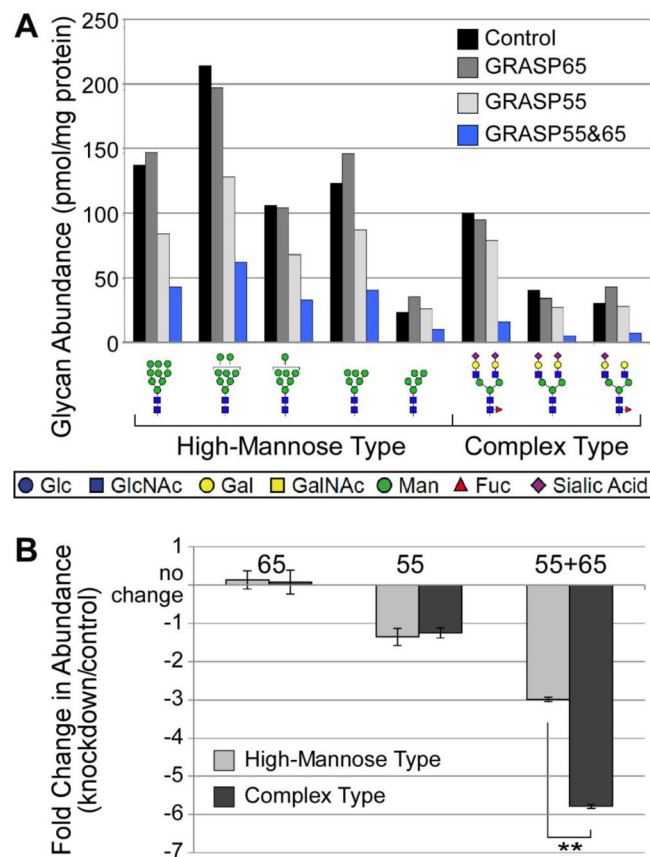 A
Glycan Abundance (pmol/mg protein)
250
200
150
100
50
0
Control
GRASP65
GRASP55
GRASP55&65
High-Mannose Type
Complex Type
Glc GlcNAc Gal GalNAc Man Fuc Sialic Acid
B
Fold Change in Abundance
(knockdown/control)
1
no
change
-1
-2
-3
-4
-5
-6
-7
65
55
55+65
High-Mannose Type
Complex Type
**